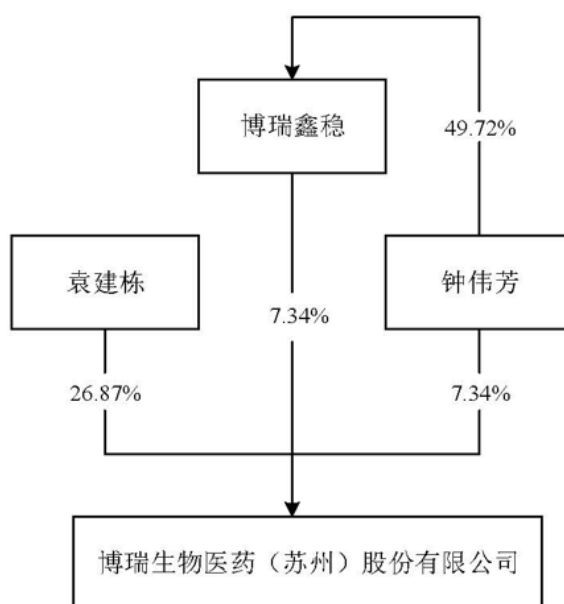 博瑞鑫稳
49.72%
袁建栋
钟伟芳
7.34%
26.87%
7.34%
博瑞生物医药（苏州）股份有限公司